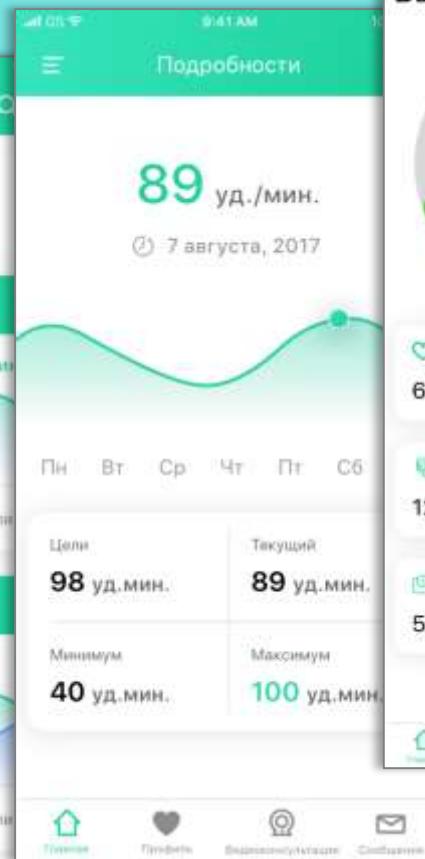 9:41 AM
Подробности
89 уд./мин.
7 августа, 2017
Пн Вт Ср Чт Пт Сб
Цели
98 уд.мин.
Текущий
89 уд.мин.
Минимум
40 уд.мин.
Максимум
100 уд.мин.
Главная
Профиль
Видеоконсультации
Сообщения